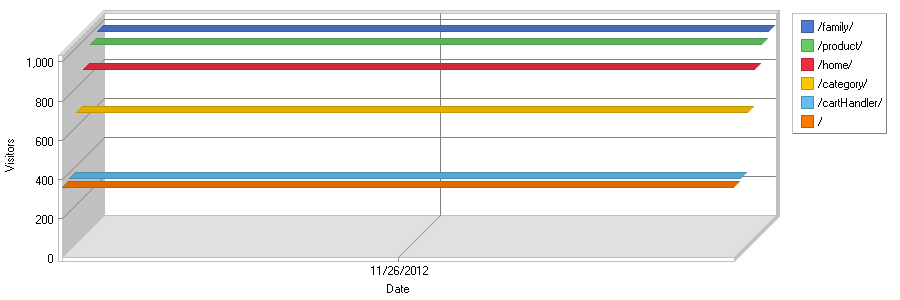 1,000
800
600
400
200
0
Visitors
11/26/2012
Date
/family/
/product/
/home/
/category/
/cartHandler/
/